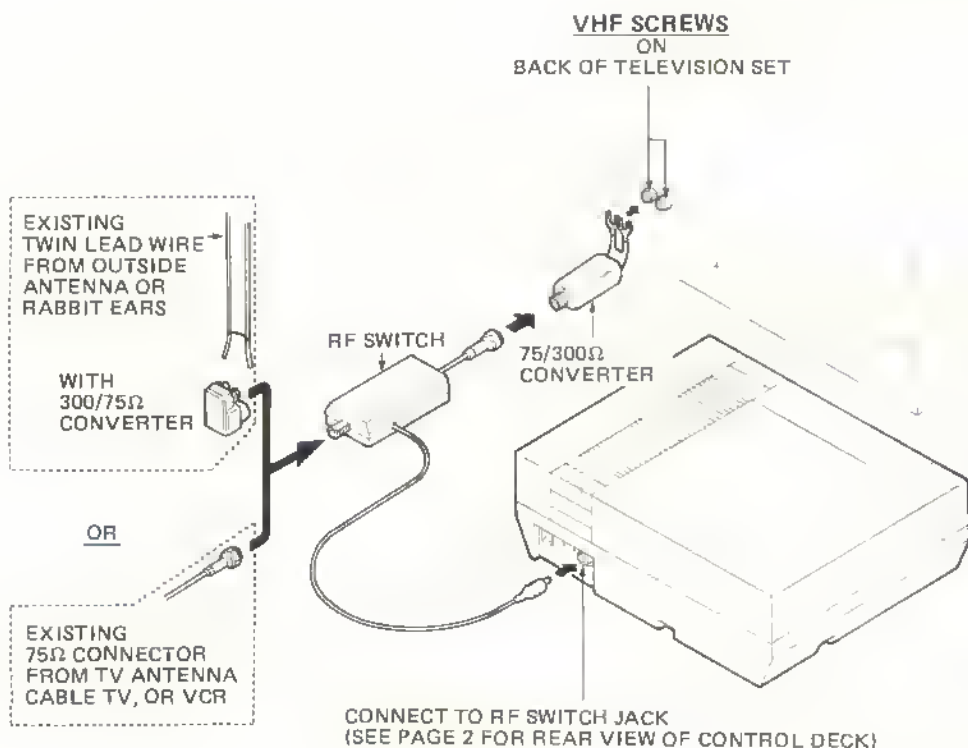 VHF SCREWS
ON
BACK OF TELEVISION SET
EXISTING
TWIN LEAD WIRE
FROM OUTSIDE
ANTENNA OR
RABBIT EARS
WITH
300/75Ω
CONVERTER
RF SWITCH
75/300Ω
CONVERTER
OR
EXISTING
75Ω CONNECTOR
FROM TV ANTENNA
CABLE TV, OR VCR
CONNECT TO RF SWITCH JACK
(SEE PAGE 2 FOR REAR VIEW OF CONTROL DECK)